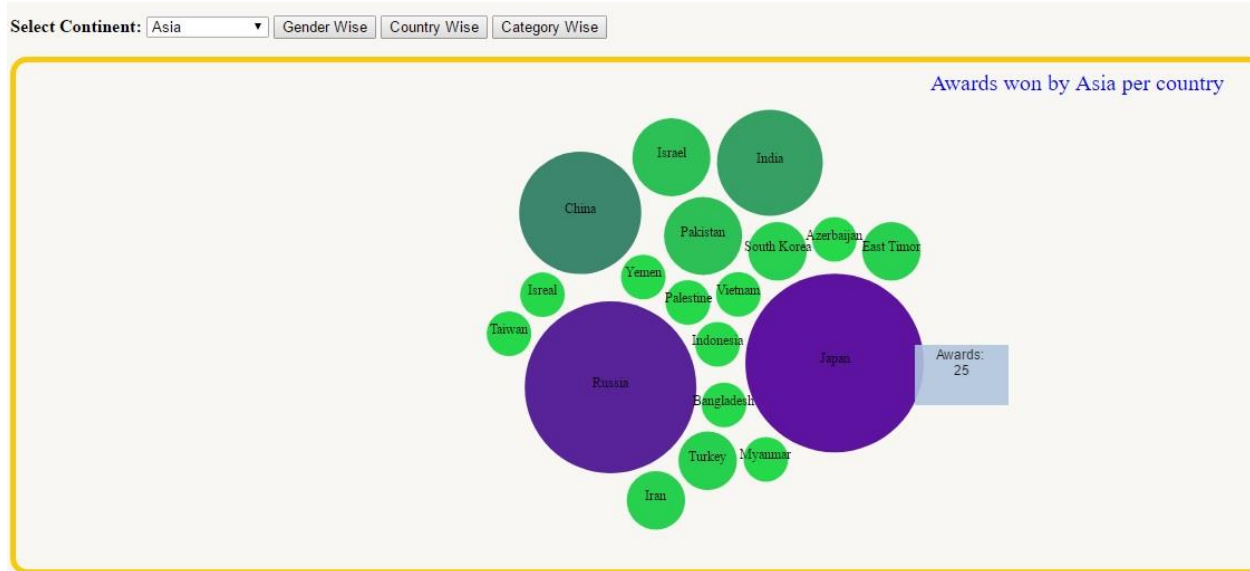 Select Continent: Asia Gender Wise Country Wise Category Wise
Awards won by Asia per country
Israel
India
China
Pakistan
South Korea
Azerbaijan
East Timor
Yemen
Isreal
Palestine
Vietnam
Taiwan
Indonesia
Russia
Japan
Awards:
25
Bangladesh
Turkey
Myanmar
Iran